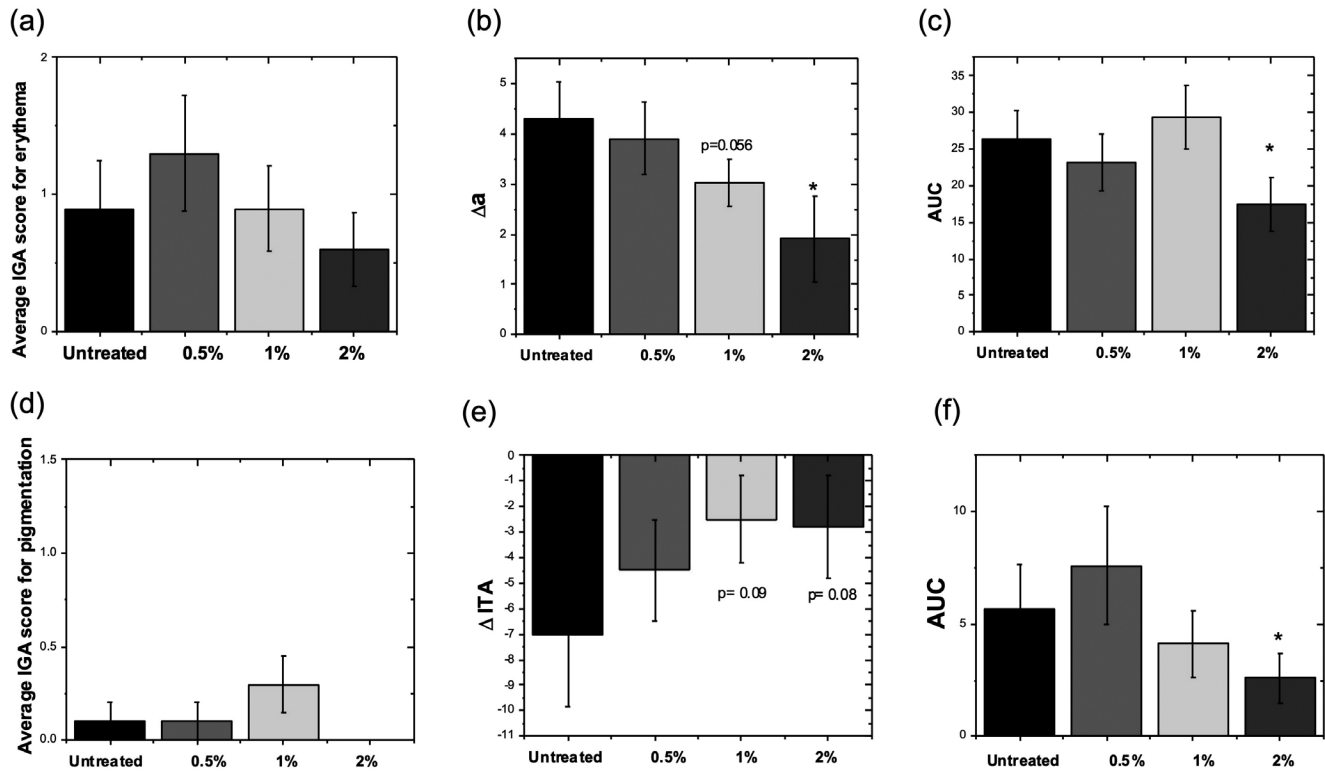 (a)
Average IGA score for erythema
2
1
0
Untreated 0.5% 1% 2%
(b)
Δa
5
4
3
2
1
0
p=0.056
*
Untreated 0.5% 1% 2%
(c)
AUC
35
30
25
20
15
10
5
0
*
Untreated 0.5% 1% 2%
(d)
Average IGA score for pigmentation
1.5
1.0
0.5
0.0
Untreated 0.5% 1% 2%
(e)
Δ ITA
0
-1
-2
-3
-4
-5
-6
-7
-8
-9
-10
-11
p= 0.09 p= 0.08
Untreated 0.5% 1% 2%
(f)
AUC
10
5
0
*
Untreated 0.5% 1% 2%